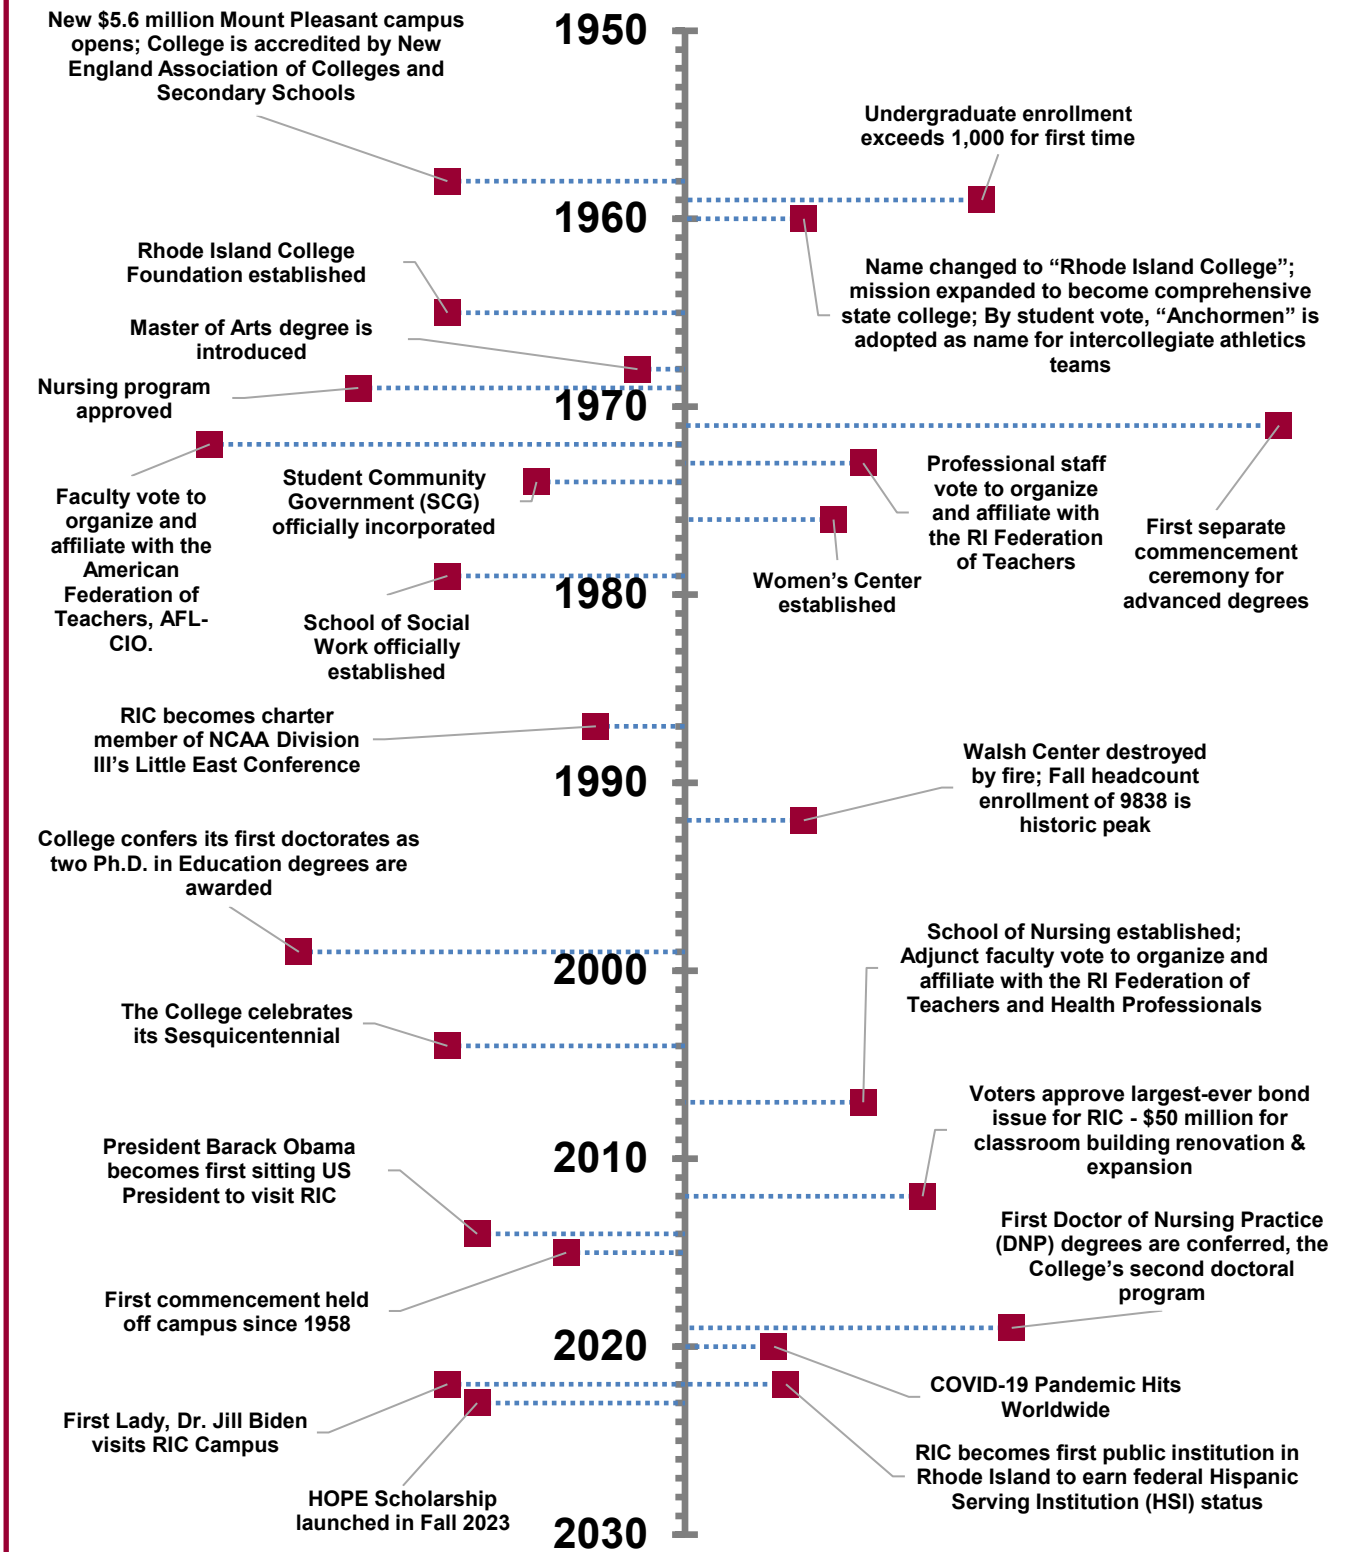 New $5.6 million Mount Pleasant campus
opens; College is accredited by New
England Association of Colleges and
Secondary Schools
1950
Undergraduate enrollment
exceeds 1,000 for first time
1960
Rhode Island College
Foundation established
Name changed to “Rhode Island College”;
mission expanded to become comprehensive
state college; By student vote, “Anchormen” is
adopted as name for intercollegiate athletics
teams
Master of Arts degree is
introduced
Nursing program
approved
1970
Faculty vote to
organize and
affiliate with the
American
Federation of
Teachers, AFL-
CIO.
Student Community
Government (SCG)
officially incorporated
Professional staff
vote to organize
and affiliate with
the RI Federation
of Teachers
First separate
commencement
ceremony for
advanced degrees
Women’s Center
established
1980
School of Social
Work officially
established
RIC becomes charter
member of NCAA Division
III’s Little East Conference
Walsh Center destroyed
by fire; Fall headcount
enrollment of 9838 is
historic peak
1990
College confers its first doctorates as
two Ph.D. in Education degrees are
awarded
School of Nursing established;
Adjunct faculty vote to organize and
affiliate with the RI Federation of
Teachers and Health Professionals
2000
The College celebrates
its Sesquicentennial
Voters approve largest-ever bond
issue for RIC - $50 million for
classroom building renovation &
expansion
President Barack Obama
becomes first sitting US
President to visit RIC
2010
First Doctor of Nursing Practice
(DNP) degrees are conferred, the
College’s second doctoral
program
First commencement held
off campus since 1958
2020
COVID-19 Pandemic Hits
Worldwide
First Lady, Dr. Jill Biden
visits RIC Campus
RIC becomes first public institution in
Rhode Island to earn federal Hispanic
Serving Institution (HSI) status
HOPE Scholarship
launched in Fall 2023
2030